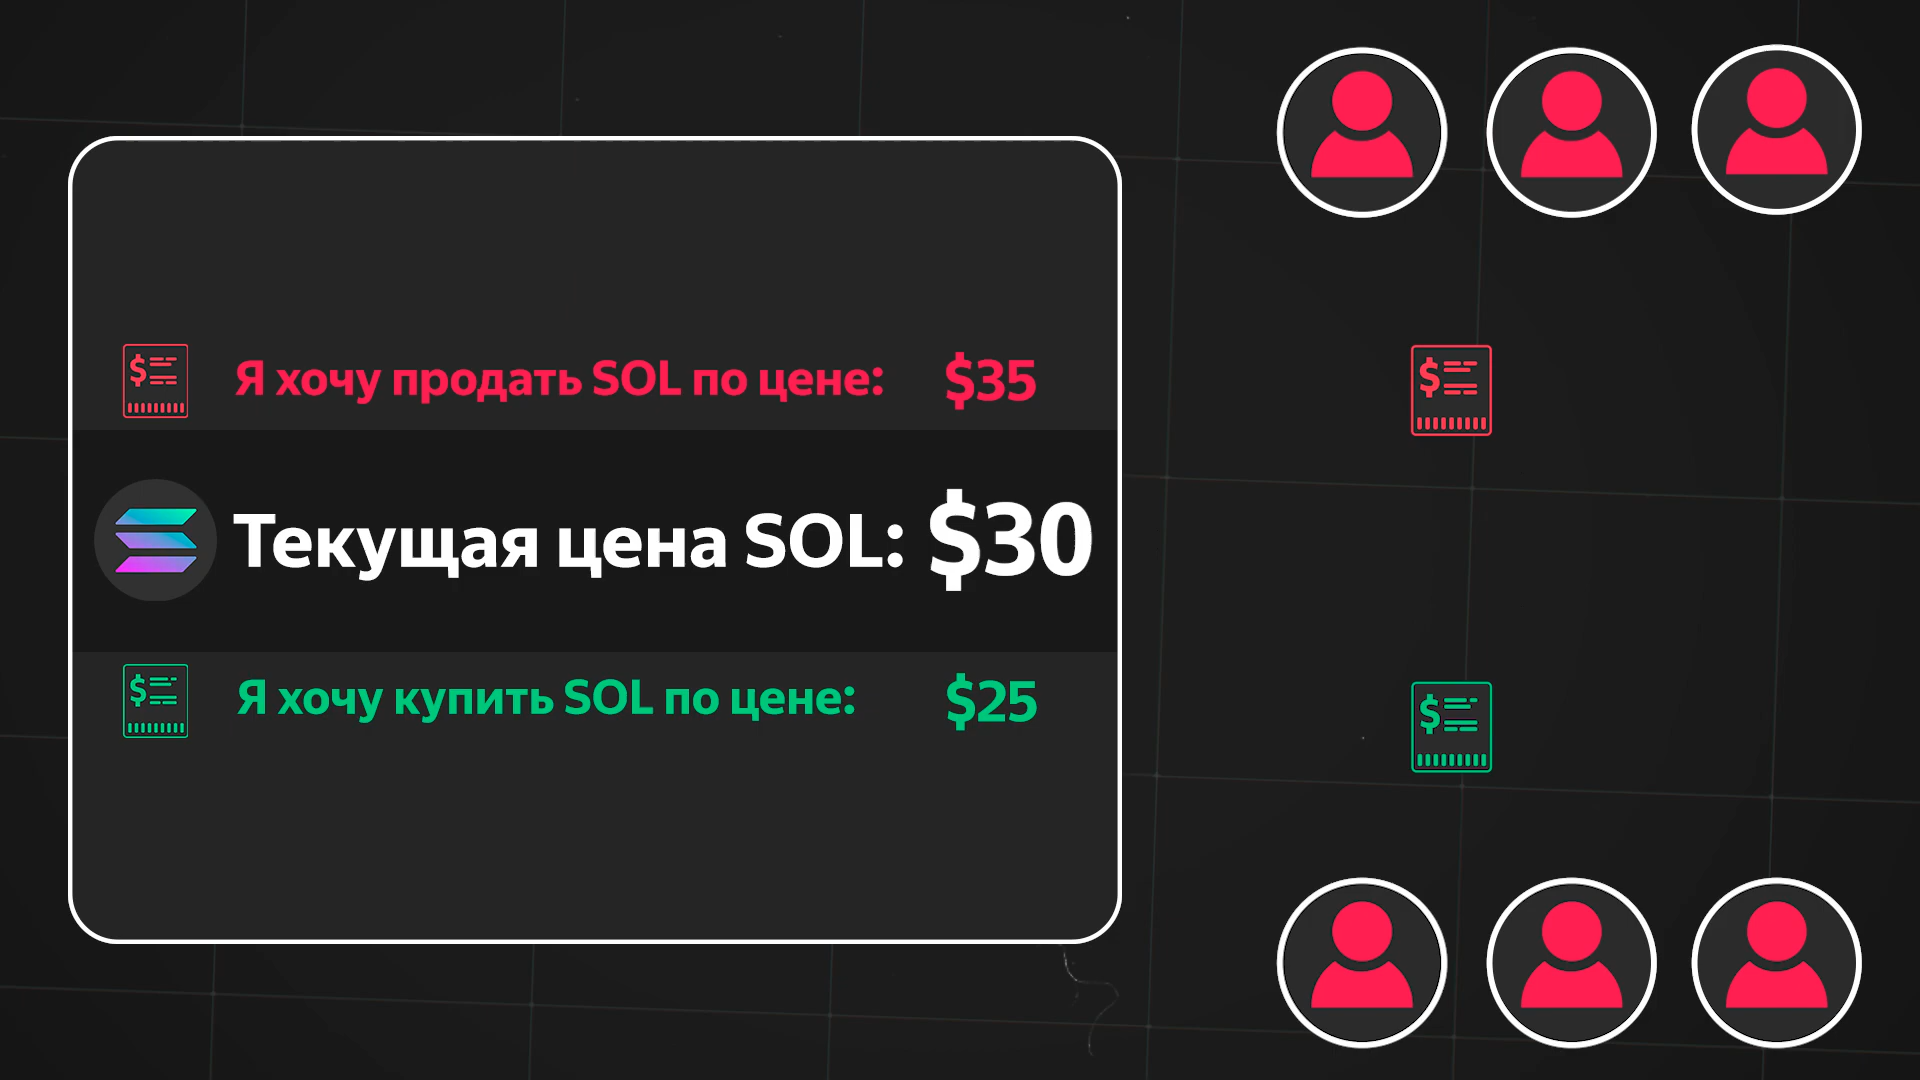 Я хочу продать SOL по цене: $35
Текущая цена SOL: $30
Я хочу купить SOL по цене: $25
$
$
$
$